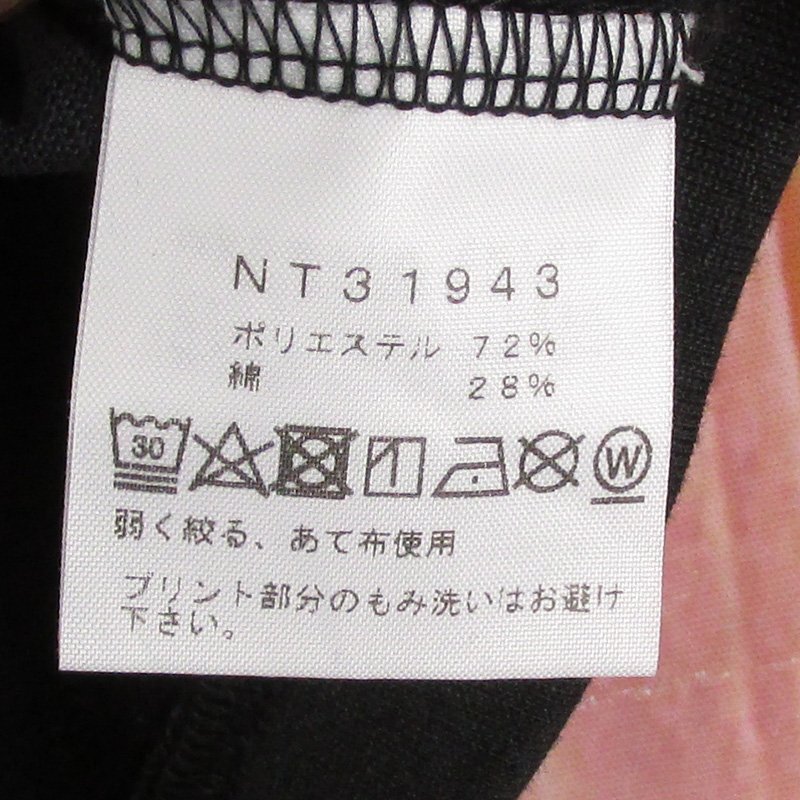 NT31943
ポリエステル 72%
綿 28%
30 W
弱く絞る、あて布使用
プリント部分のもみ洗いはお避け
下さい。